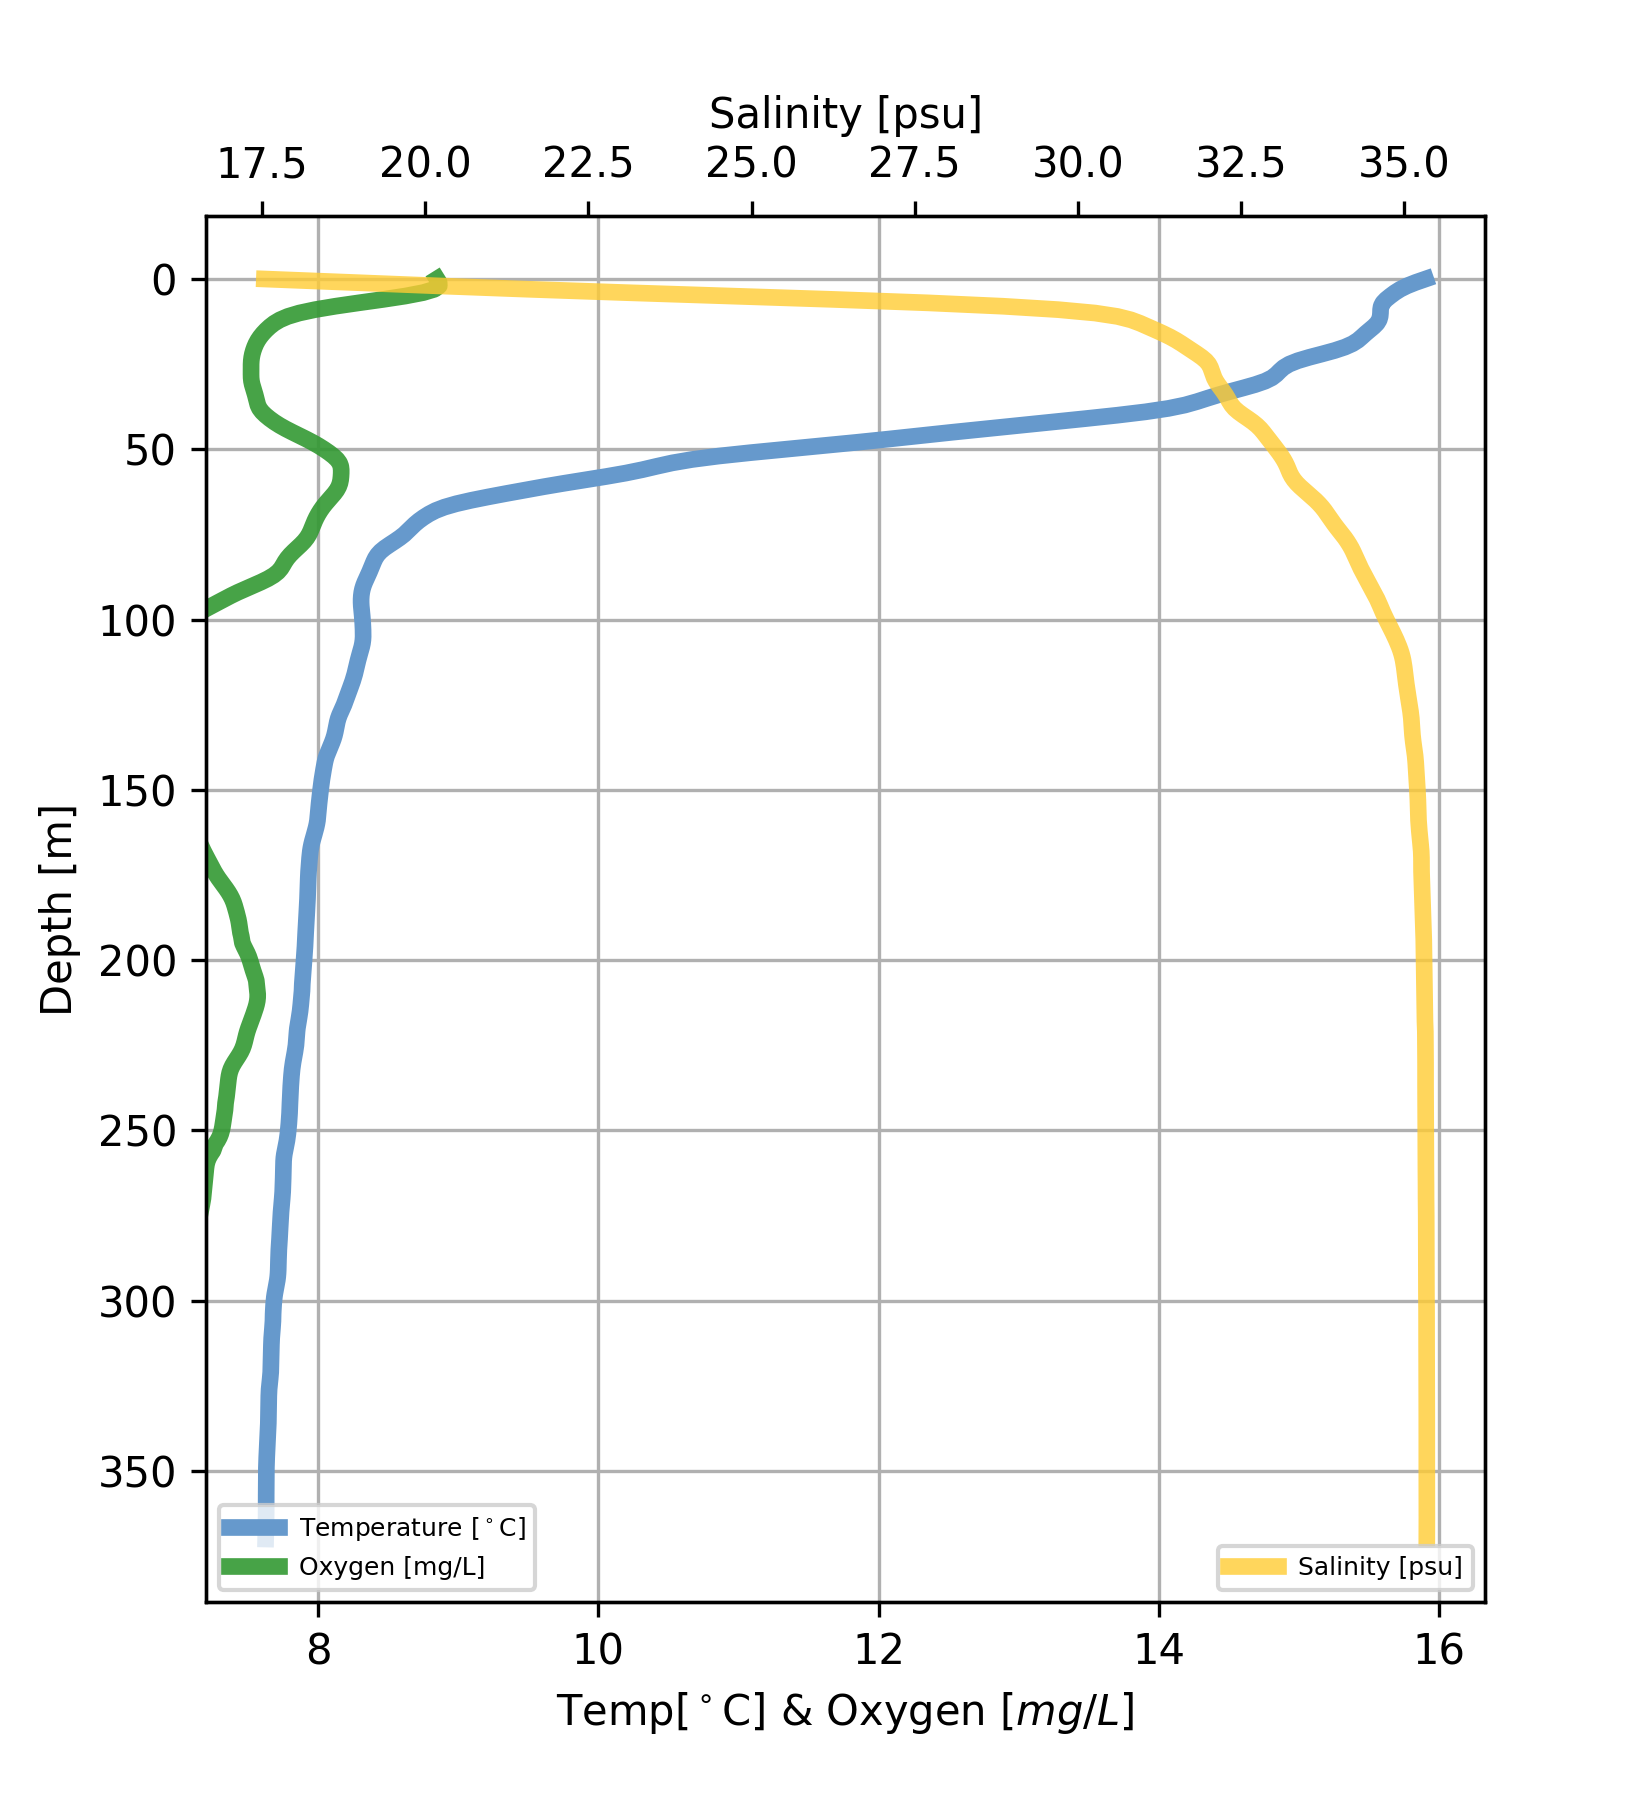 Salinity [psu]
17.5 20.0 22.5 25.0 27.5 30.0 32.5 35.0
0
50
100
150
200
250
300
350
Depth [m]
Temperature [°C]
Oxygen [mg/L]
Salinity [psu]
8 10 12 14 16
Temp[°C] & Oxygen [mg/L]